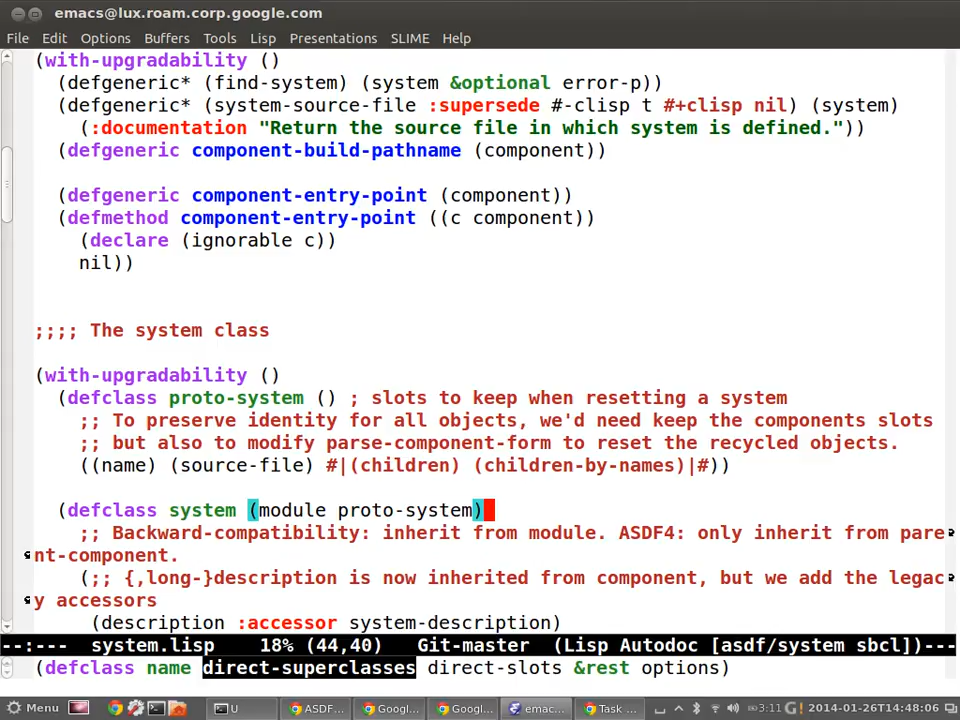 emacs@lux.roam.corp.google.com
File Edit Options Buffers Tools Lisp Presentations SLIME Help
(with-upgradability ()
(defgeneric* (find-system) (system &optional error-p))
(defgeneric* (system-source-file :supersede #-clisp t #+clisp nil) (system)
(:documentation "Return the source file in which system is defined."))
(defgeneric component-build-pathname (component))
(defgeneric component-entry-point (component))
(defmethod component-entry-point ((c component))
(declare (ignorable c))
nil))
;;;; The system class
(with-upgradability ()
(defclass proto-system () ; slots to keep when resetting a system
;; To preserve identity for all objects, we'd need keep the components slots
;; but also to modify parse-component-form to reset the recycled objects.
((name) (source-file) #|(children) (children-by-names)|#))
(defclass system (module proto-system)
;; Backward-compatibility: inherit from module. ASDF4: only inherit from pare
nt-component.
(;; {,long-}description is now inherited from component, but we add the legac
y accessors
(description :accessor system-description)
--:--- system.lisp 18% (44,40) Git-master (Lisp Autodoc [asdf/system sbcl])---
(defclass name direct-superclasses direct-slots &rest options)
Menu U ASDF... Googl... Googl... emac... Task ... 3:11 2014-01-26T14:48:06